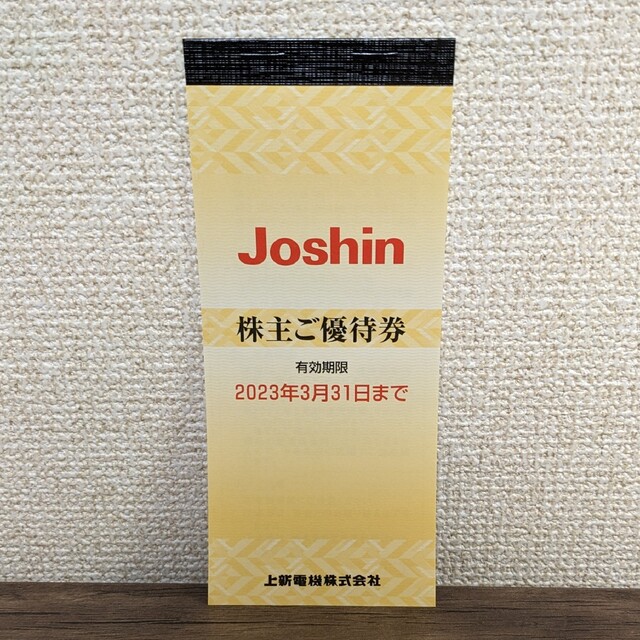 Joshin
株主ご優待券
有効期限
2023年3月31日まで
上新電機株式会社